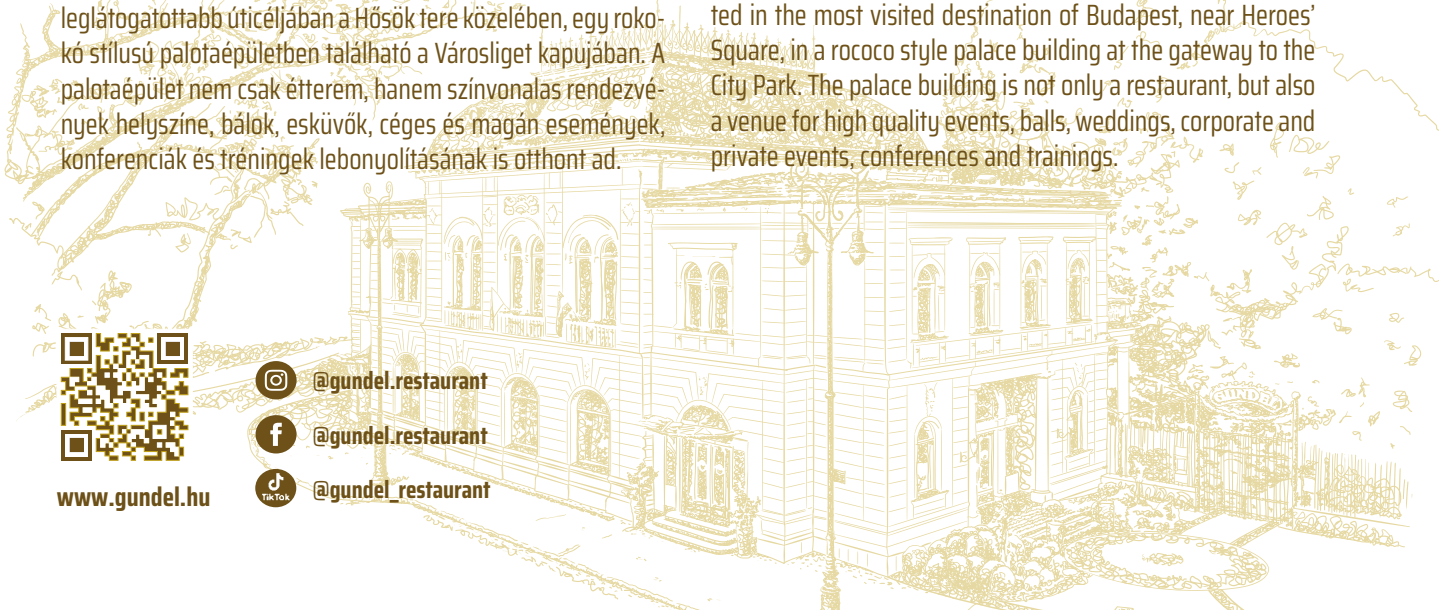 leglátogatottabb úticéljában a Hősök tere közelében, egy roko-
kó stílusú palotaépületben található a Városliget kapujában. A
palotaépület nem csak étterem, hanem színvonalas rendezvé-
nyek helyszíne, bálok, esküvők, céges és magán események,
konferenciák és tréningek lebonyolításának is otthont ad.
ted in the most visited destination of Budapest, near Heroes’
Square, in a rococo style palace building at the gateway to the
City Park. The palace building is not only a restaurant, but also
a venue for high quality events, balls, weddings, corporate and
private events, conferences and trainings.
@gundel.restaurant
@gundel.restaurant
TikTok
@gundel_restaurant
www.gundel.hu
GUNDEL